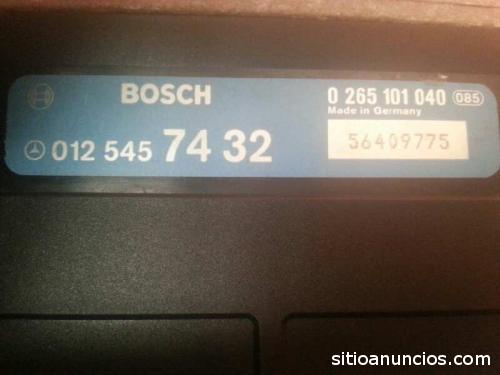 BOSCH
0 265 101 040 085
Made in Germany
012 545 74 32
56409775
sitioanuncios.com